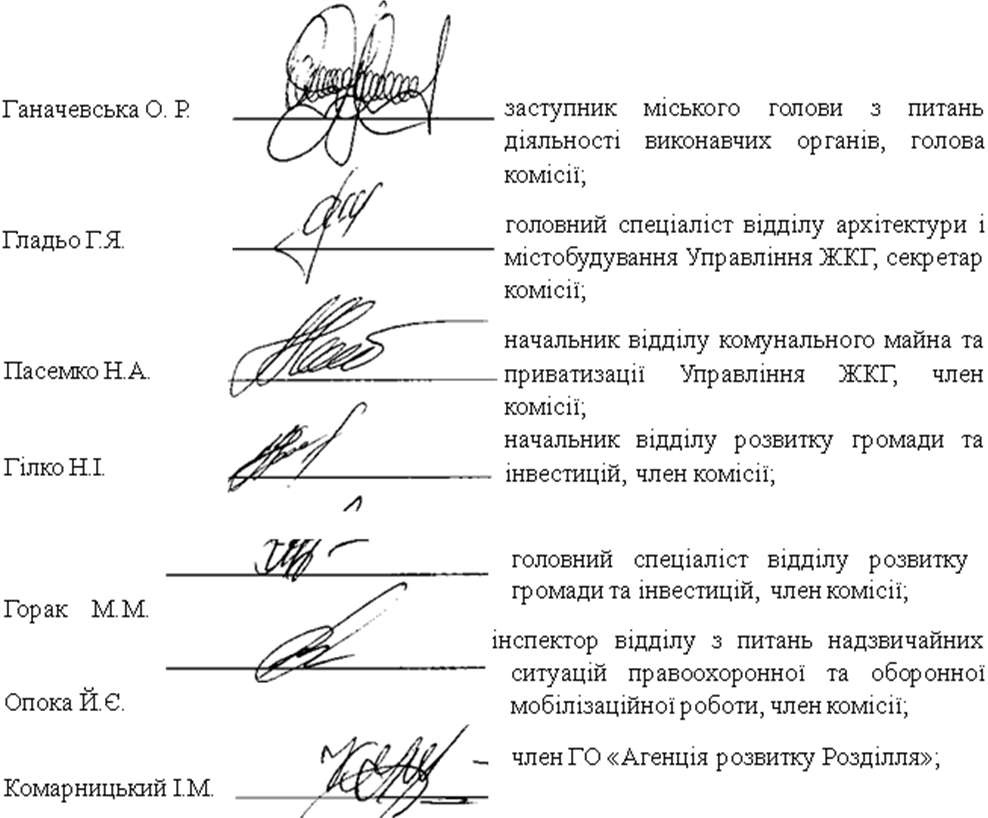 Ганачевська О. Р.
заступник міського голови з питань
діяльності виконавчих органів, голова
комісії;
Гладьо Г.Я.
головний спеціаліст відділу архітектури і
містобудування Управління ЖКГ, секретар
комісії;
Пасемко Н.А.
начальник відділу комунального майна та
приватизації Управління ЖКГ, член
комісії;
Гілко Н.І.
начальник відділу розвитку громади та
інвестицій, член комісії;
Горак М.М.
головний спеціаліст відділу розвитку
громади та інвестицій, член комісії;
Опока Й.Є.
інспектор відділу з питань надзвичайних
ситуацій правоохоронної та оборонної
мобілізаційної роботи, член комісії;
Комарницький І.М.
член ГО «Агенція розвитку Розділля»;